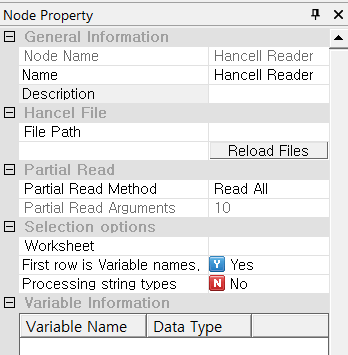 Node Property
General Information
Node Name Hancell Reader
Name Hancell Reader
Description
Hancel File
File Path
Reload Files
Partial Read
Partial Read Method Read All
Partial Read Arguments 10
Selection options
Worksheet
First row is Variable names, Y Yes
Processing string types N No
Variable Information
Variable Name Data Type